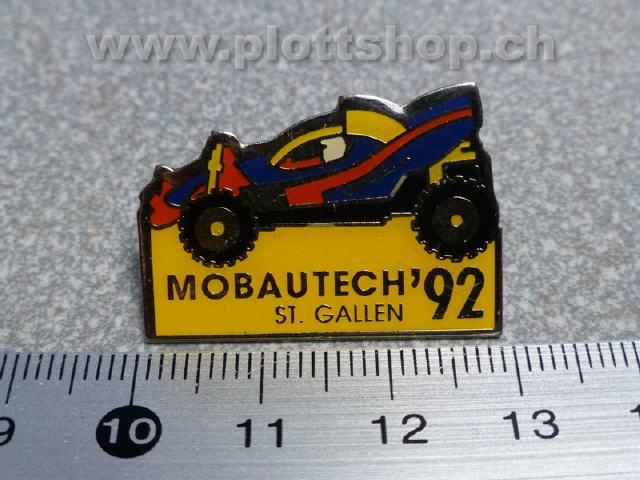 www.plottshop.ch
MOBAUTECH '92
ST. GALLEN
9 10 11 12 13